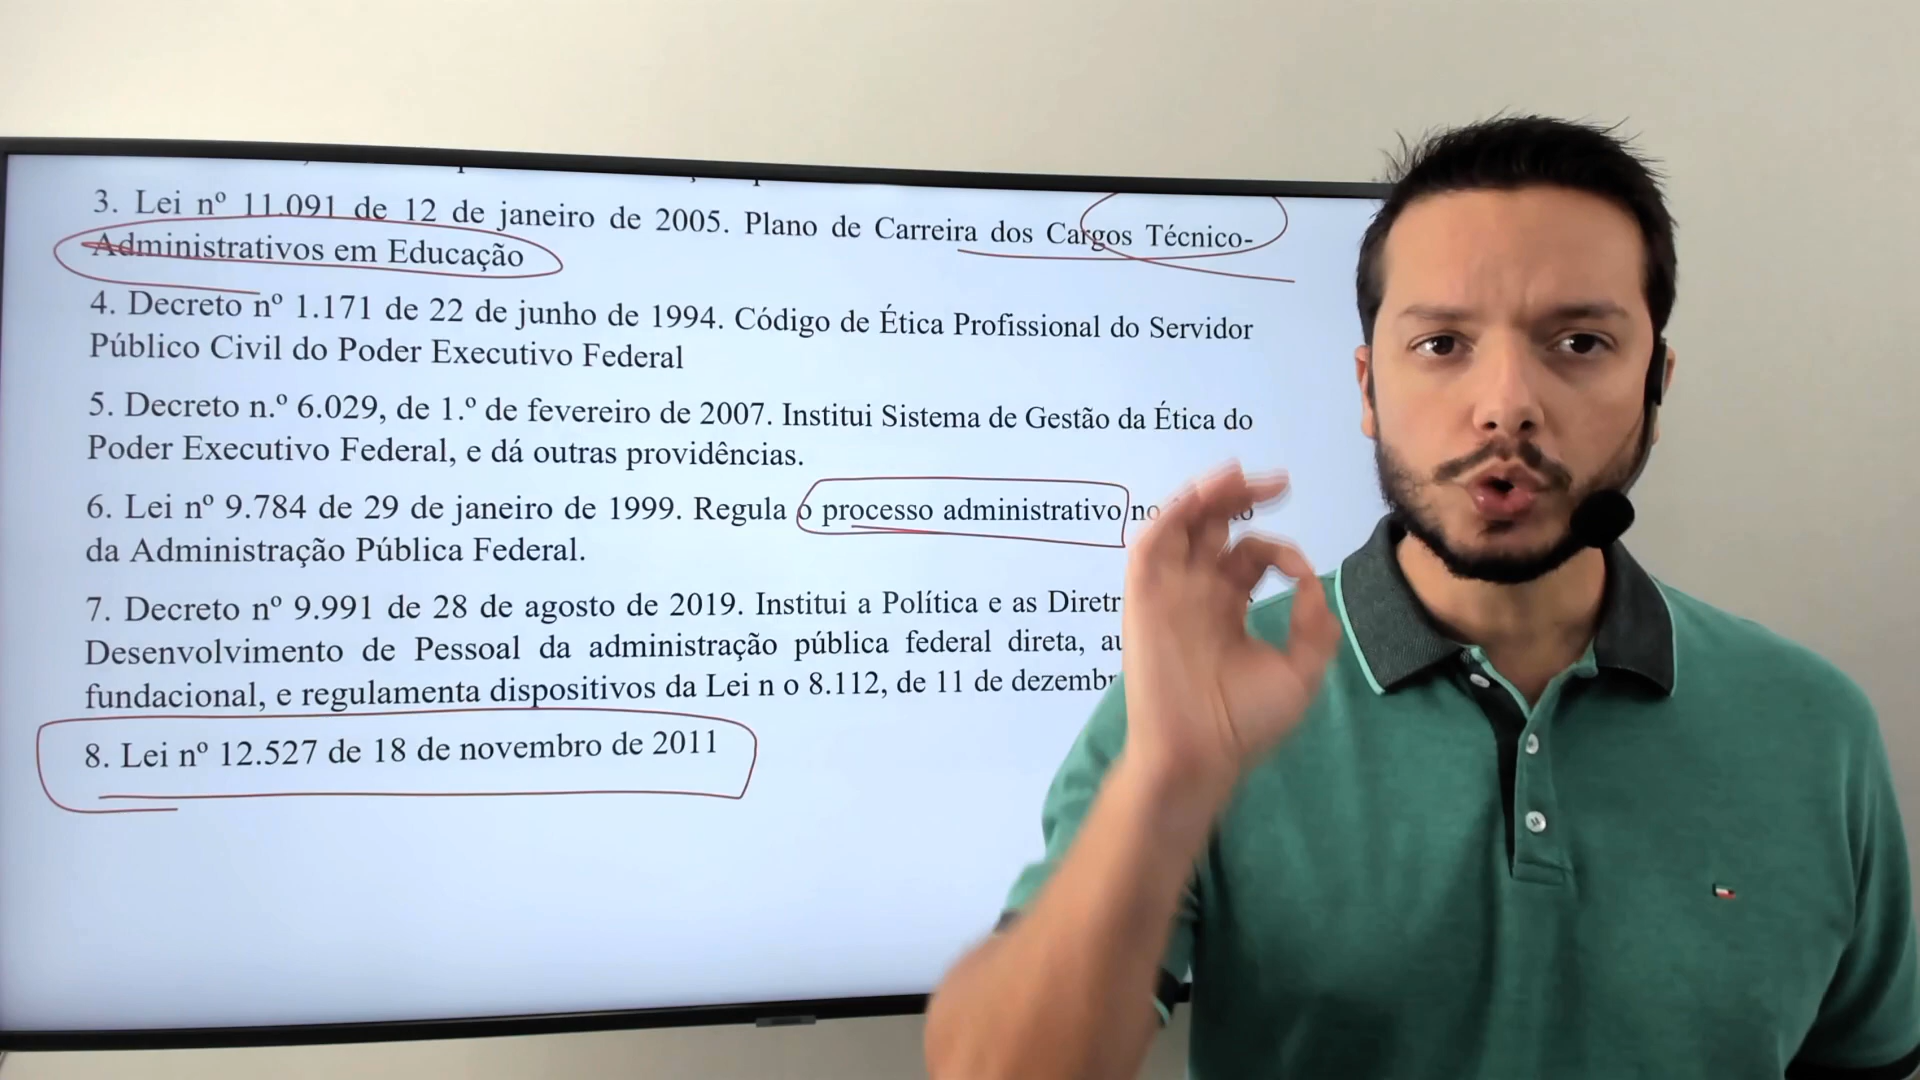 3. Lei nº 11.091 de 12 de janeiro de 2005. Plano de Carreira dos Cargos Técnico-
Administrativos em Educação
4. Decreto nº 1.171 de 22 de junho de 1994. Código de Ética Profissional do Servidor
Público Civil do Poder Executivo Federal
5. Decreto n.º 6.029, de 1.º de fevereiro de 2007. Institui Sistema de Gestão da Ética do
Poder Executivo Federal, e dá outras providências.
6. Lei nº 9.784 de 29 de janeiro de 1999. Regula o processo administrativo no
da Administração Pública Federal.
7. Decreto nº 9.991 de 28 de agosto de 2019. Institui a Política e as
Desenvolvimento de Pessoal da administração pública federal direta,
fundacional, e regulamenta dispositivos da Lei n o 8.112, de 11 de
8. Lei nº 12.527 de 18 de novembro de 2011